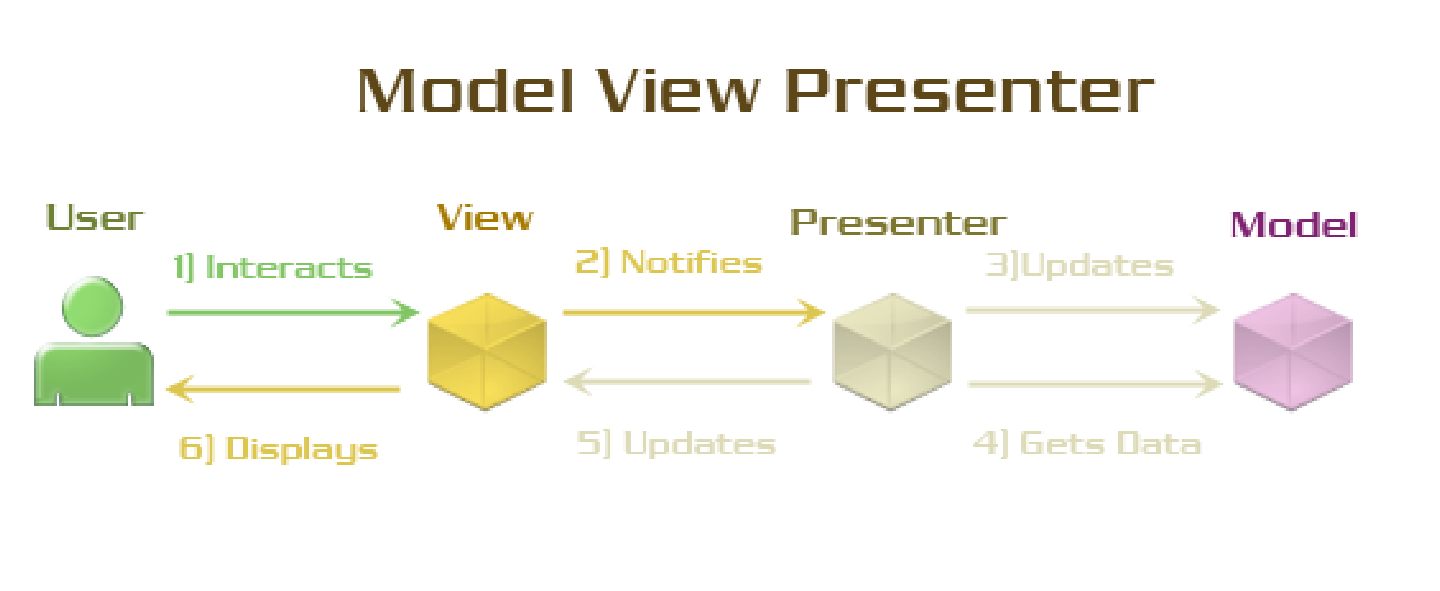 Model View Presenter
User
View
Presenter
Model
1) Interacts
2) Notifies
3)Updates
6) Displays
5) Updates
4) Gets Data